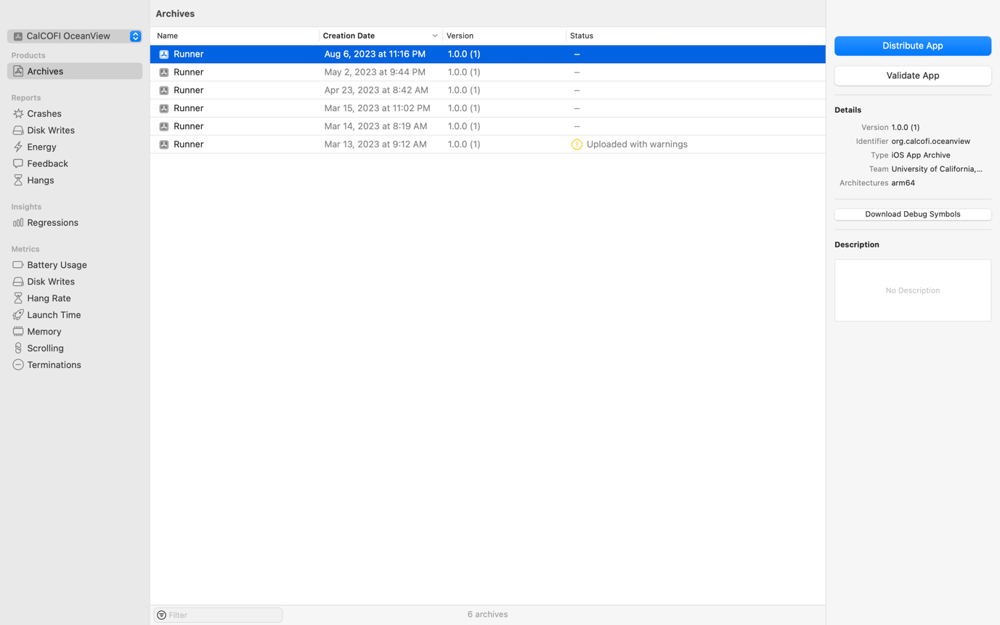 CalCOFI OceanView
Products
Archives
Reports
Crashes
Disk Writes
Energy
Feedback
Hangs
Insights
Regressions
Metrics
Battery Usage
Disk Writes
Hang Rate
Launch Time
Memory
Scrolling
Terminations
Archives
Name Creation Date Version Status
Runner Aug 6, 2023 at 11:16 PM 1.0.0 (1) –
Runner May 2, 2023 at 9:44 PM 1.0.0 (1) –
Runner Apr 23, 2023 at 8:42 AM 1.0.0 (1) –
Runner Mar 15, 2023 at 11:02 PM 1.0.0 (1) –
Runner Mar 14, 2023 at 8:19 AM 1.0.0 (1) –
Runner Mar 13, 2023 at 9:12 AM 1.0.0 (1) Uploaded with warnings
Filter 6 archives
Distribute App
Validate App
Details
Version 1.0.0 (1)
Identifier org.calcofi.oceanview
Type iOS App Archive
Team University of California,...
Architectures arm64
Download Debug Symbols
Description
No Description